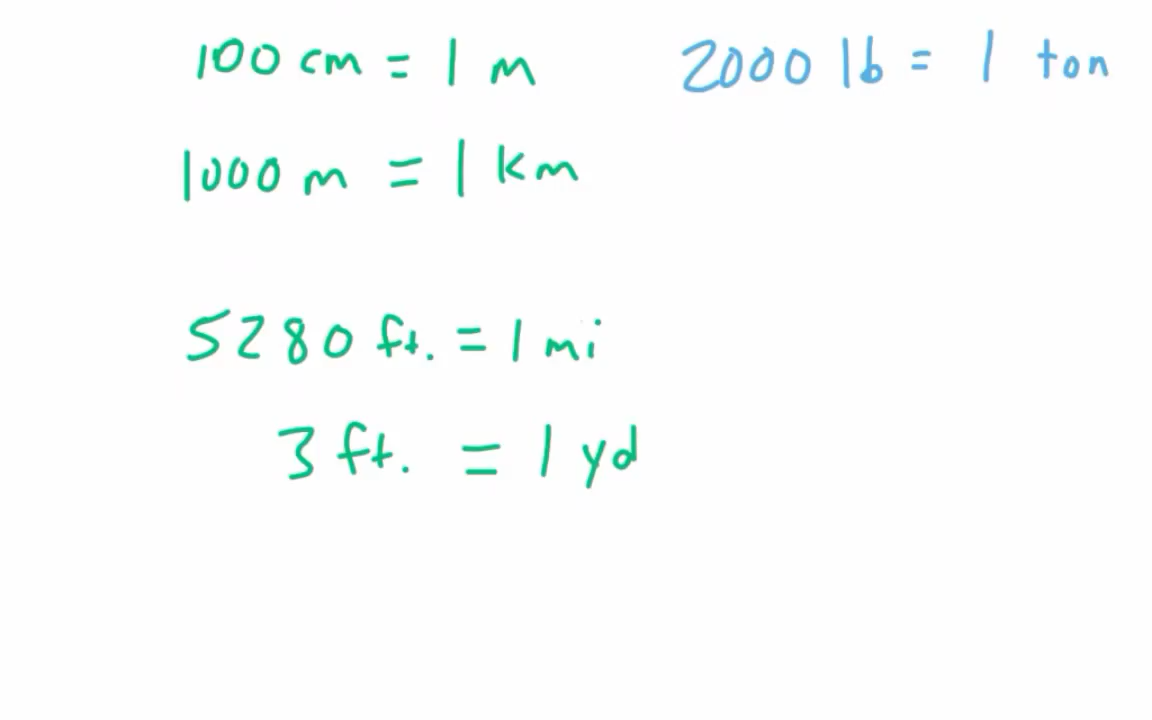 100 cm = 1 m
2000 lb = 1 ton
1000 m = 1 km
5280 ft. = 1 mi
3 ft. = 1 yd